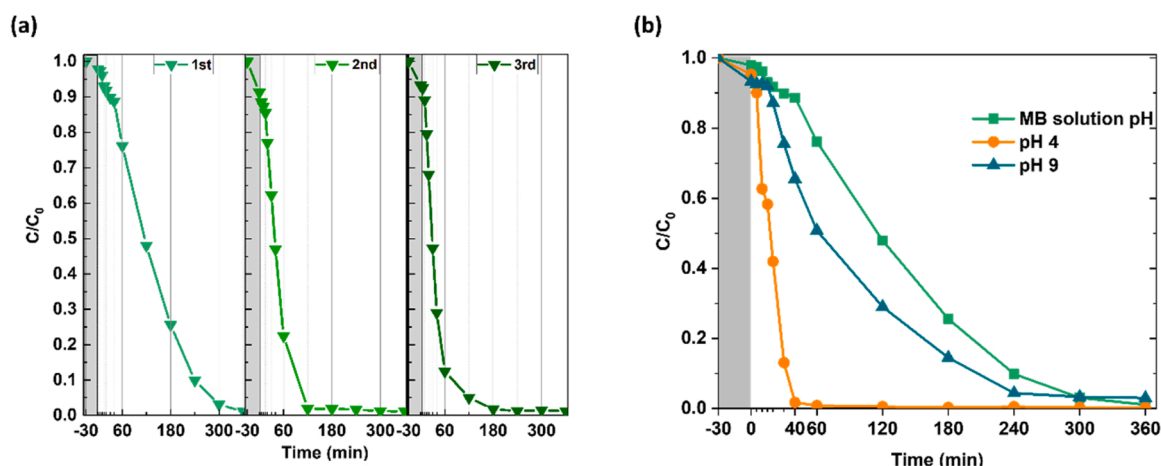 (a)
1st
2nd
3rd
1.0
0.9
0.8
0.7
0.6
0.5
0.4
0.3
0.2
0.1
0.0
C/C0
-30 60 180 300 -30 60 180 300 -30 60 180 300
Time (min)
(b)
MB solution pH
pH 4
pH 9
1.0
0.8
0.6
0.4
0.2
0.0
C/C0
-30 0 40 60 120 180 240 300 360
Time (min)